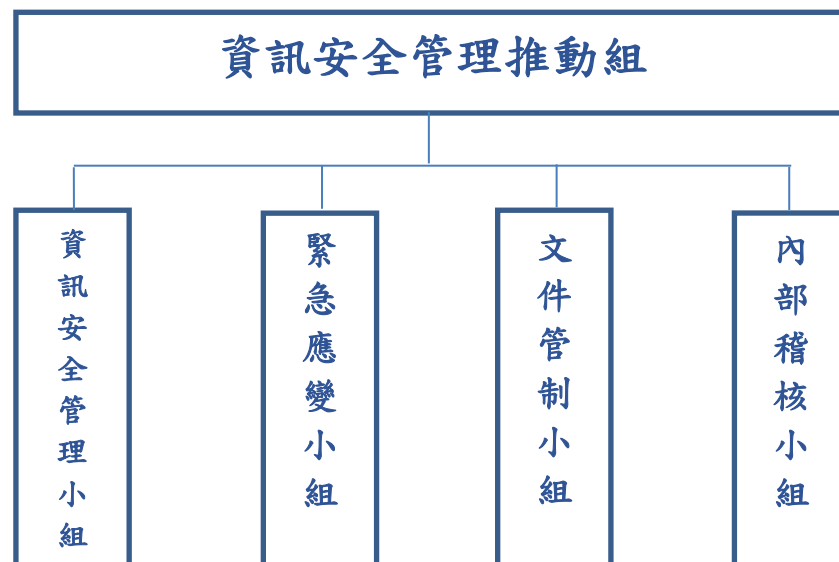 資訊安全管理推動組
資訊安全管理小組
緊急應變小組
文件管制小組
內部稽核小組